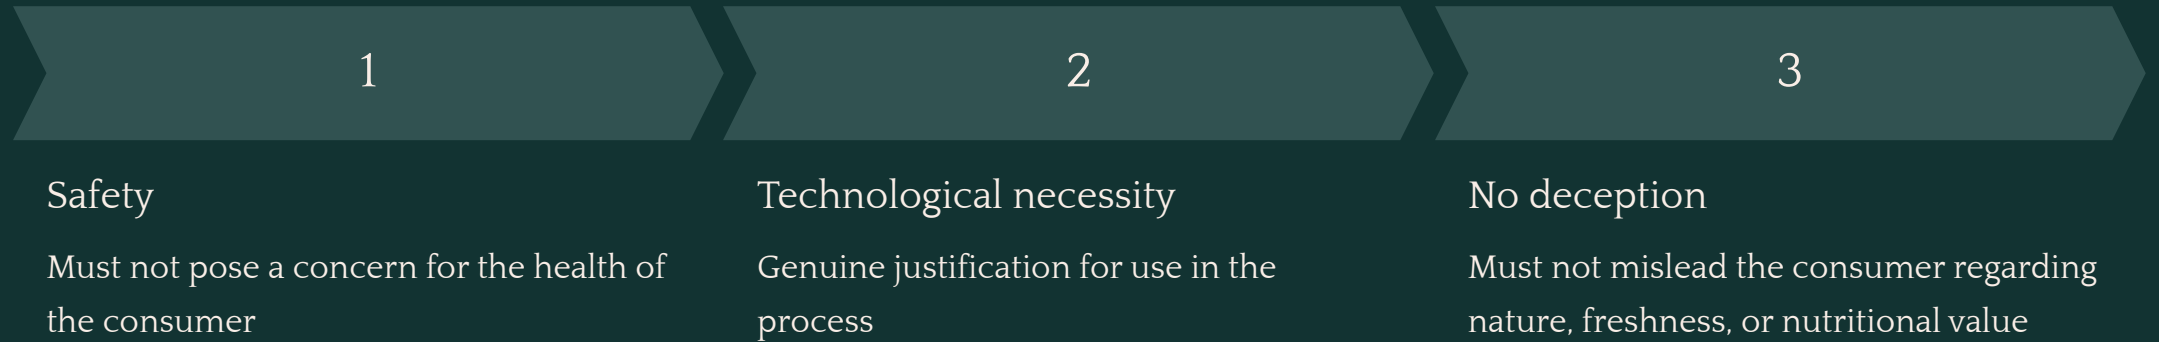 1
2
3
Safety
Must not pose a concern for the health of
the consumer
Technological necessity
Genuine justification for use in the
process
No deception
Must not mislead the consumer regarding
nature, freshness, or nutritional value